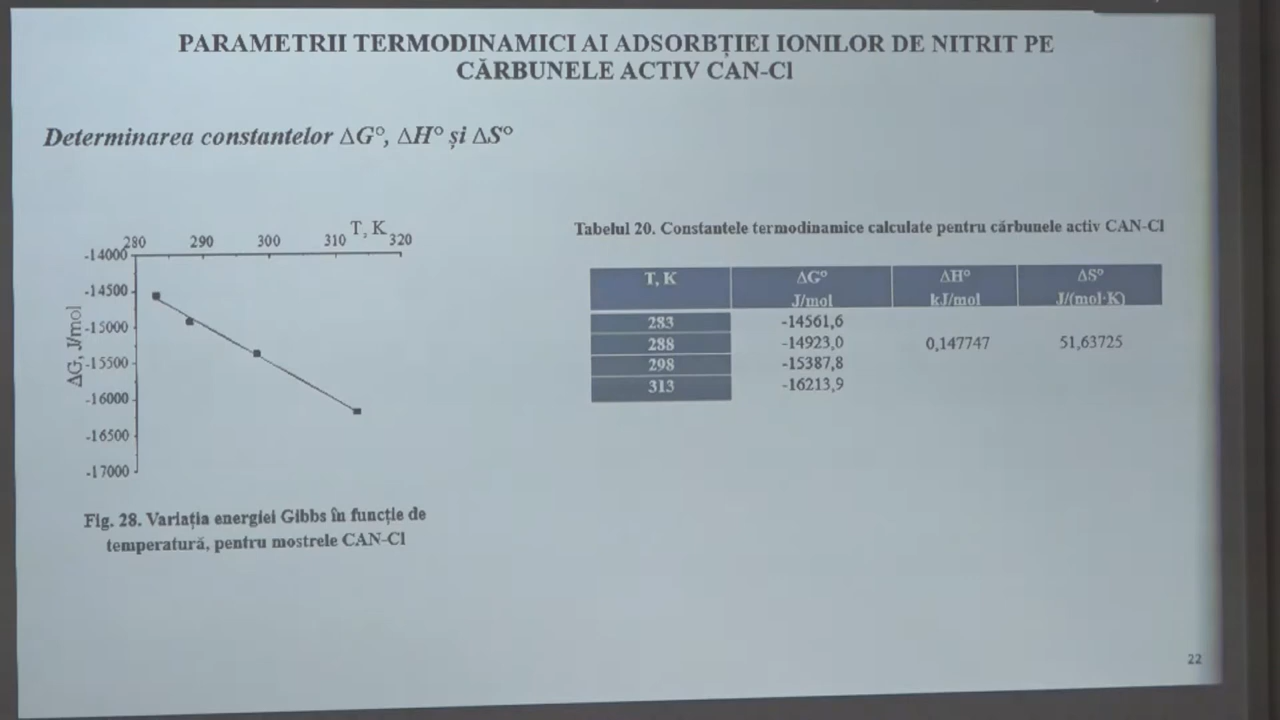 PARAMETRII TERMODINAMICI AI ADSORBȚIEI IONILOR DE NITRIT PE
CĂRBUNELE ACTIV CAN-Cl
Determinarea constantelor ΔG°, ΔH° și ΔS°
T, K
280 290 300 310 320
-14000
-14500
-15000
-15500
-16000
-16500
-17000
ΔG, J/mol
Fig. 28. Variația energiei Gibbs în funcție de
temperatură, pentru mostrele CAN-Cl
Tabelul 20. Constantele termodinamice calculate pentru cărbunele activ CAN-Cl
T, K ΔG° ΔH° ΔS°
J/mol kJ/mol J/(mol·K)
283 -14561,6
288 -14923,0 0,147747 51,63725
298 -15387,8
313 -16213,9
22